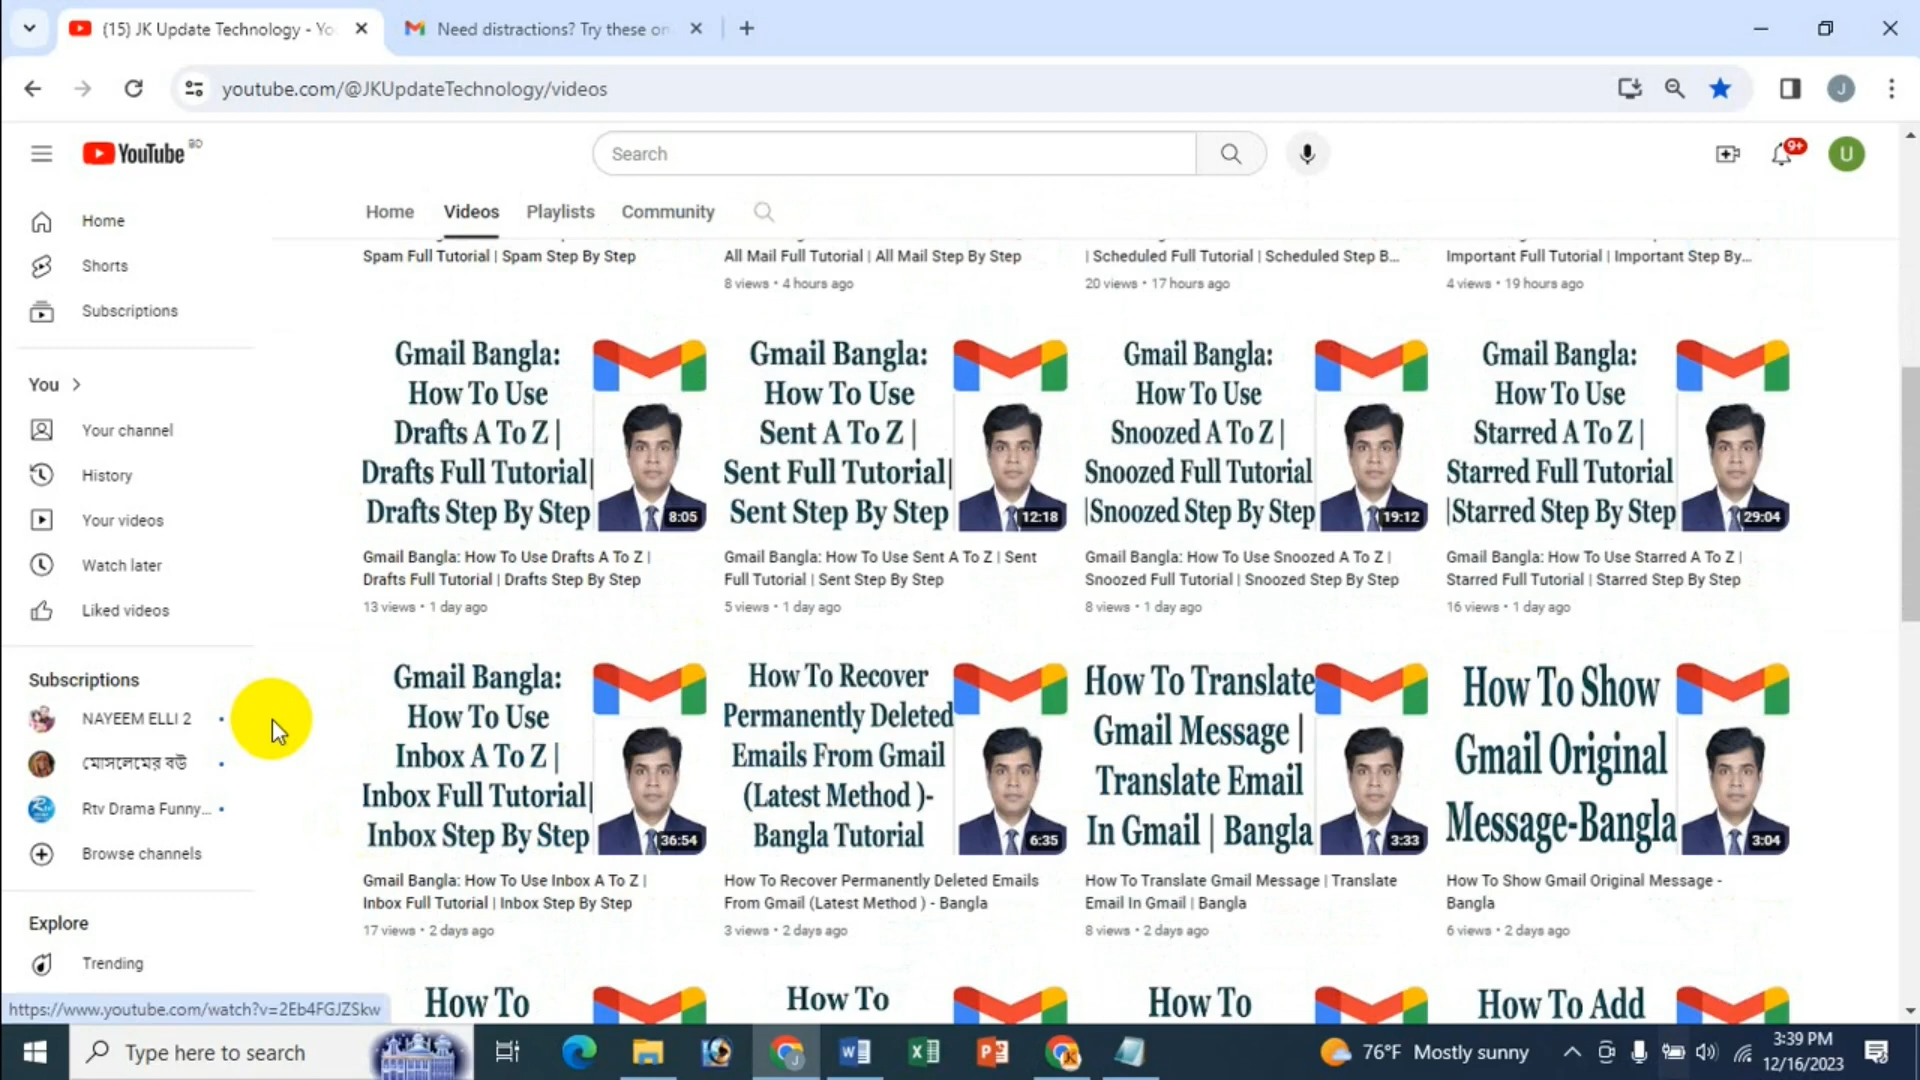 (15) JK Update Technology - Yo
Need distractions? Try these on
youtube.com/@JKUpdateTechnology/videos
J
YouTube BD
Search
9+
U
Home
Videos
Playlists
Community
Home
Shorts
Subscriptions
You
Your channel
History
Your videos
Watch later
Liked videos
Subscriptions
NAYEEM ELLI 2
মোসলেমের বউ
Rtv Drama Funny...
Browse channels
Explore
Trending
https://www.youtube.com/watch?v=2Eb4FGJZSkw
Spam Full Tutorial | Spam Step By Step
All Mail Full Tutorial | All Mail Step By Step
8 views • 4 hours ago
| Scheduled Full Tutorial | Scheduled Step B...
20 views • 17 hours ago
Important Full Tutorial | Important Step By...
4 views • 19 hours ago
Gmail Bangla:
How To Use
Drafts A To Z |
Drafts Full Tutorial|
Drafts Step By Step
8:05
Gmail Bangla: How To Use Drafts A To Z |
Drafts Full Tutorial | Drafts Step By Step
13 views • 1 day ago
Gmail Bangla:
How To Use
Sent A To Z |
Sent Full Tutorial|
Sent Step By Step
12:18
Gmail Bangla: How To Use Sent A To Z | Sent
Full Tutorial | Sent Step By Step
5 views • 1 day ago
Gmail Bangla:
How To Use
Snoozed A To Z |
Snoozed Full Tutorial
|Snoozed Step By Step
19:12
Gmail Bangla: How To Use Snoozed A To Z |
Snoozed Full Tutorial | Snoozed Step By Step
8 views • 1 day ago
Gmail Bangla:
How To Use
Starred A To Z |
Starred Full Tutorial
|Starred Step By Step
29:04
Gmail Bangla: How To Use Starred A To Z |
Starred Full Tutorial | Starred Step By Step
16 views • 1 day ago
Gmail Bangla:
How To Use
Inbox A To Z |
Inbox Full Tutorial|
Inbox Step By Step
36:54
Gmail Bangla: How To Use Inbox A To Z |
Inbox Full Tutorial | Inbox Step By Step
17 views • 2 days ago
How To Recover
Permanently Deleted
Emails From Gmail
(Latest Method )-
Bangla Tutorial
6:35
How To Recover Permanently Deleted Emails
From Gmail (Latest Method ) - Bangla
3 views • 2 days ago
How To Translate
Gmail Message |
Translate Email
In Gmail | Bangla
3:33
How To Translate Gmail Message | Translate
Email In Gmail | Bangla
8 views • 2 days ago
How To Show
Gmail Original
Message-Bangla
3:04
How To Show Gmail Original Message -
Bangla
6 views • 2 days ago
How To
How To
How To
How To Add
Type here to search
76°F Mostly sunny
3:39 PM
12/16/2023